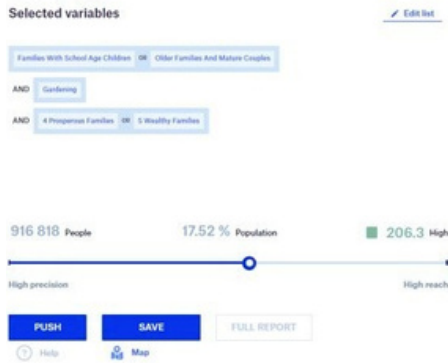 Selected variables
Edit list
Families With School Age Children OR Older Families And Mature Couples
AND Gardening
AND 4 Prosperous Families OR 5 Wealthy Families
916 818 People 17.52 % Population 206.3 High
High precision High reach
PUSH SAVE FULL REPORT
? Help Map